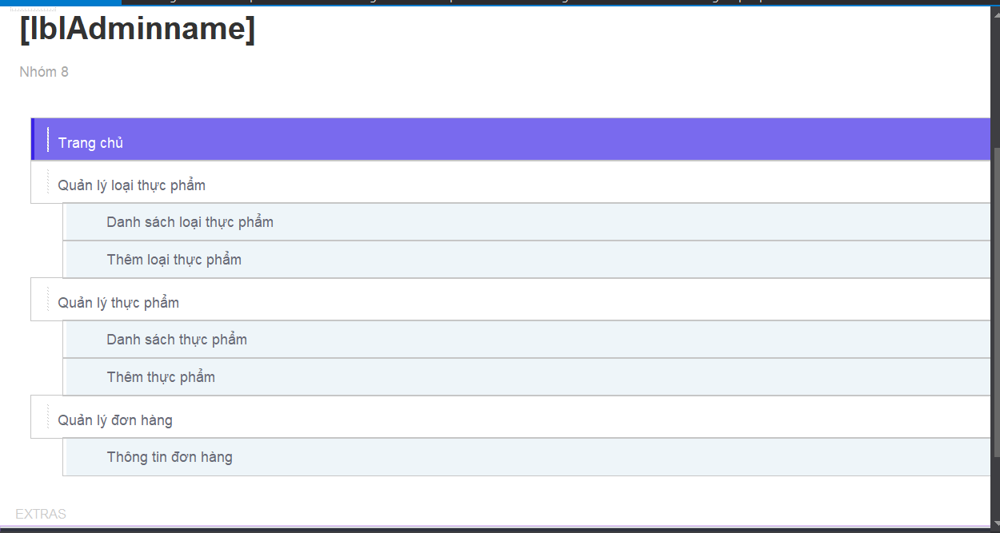 [lblAdminname]
Nhóm 8
Trang chủ
Quản lý loại thực phẩm
Danh sách loại thực phẩm
Thêm loại thực phẩm
Quản lý thực phẩm
Danh sách thực phẩm
Thêm thực phẩm
Quản lý đơn hàng
Thông tin đơn hàng
EXTRAS